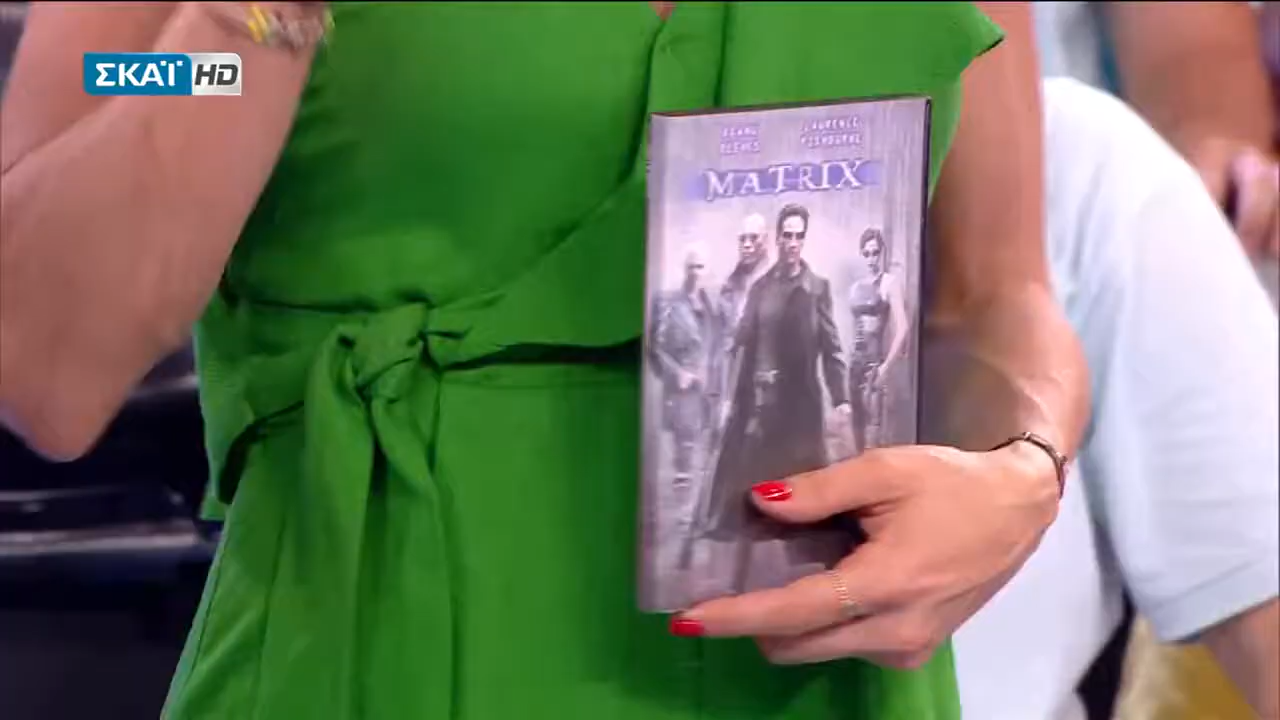 ΣΚΑΪ HD
KEANU LAURENCE
REEVES FISHBURNE
MATRIX